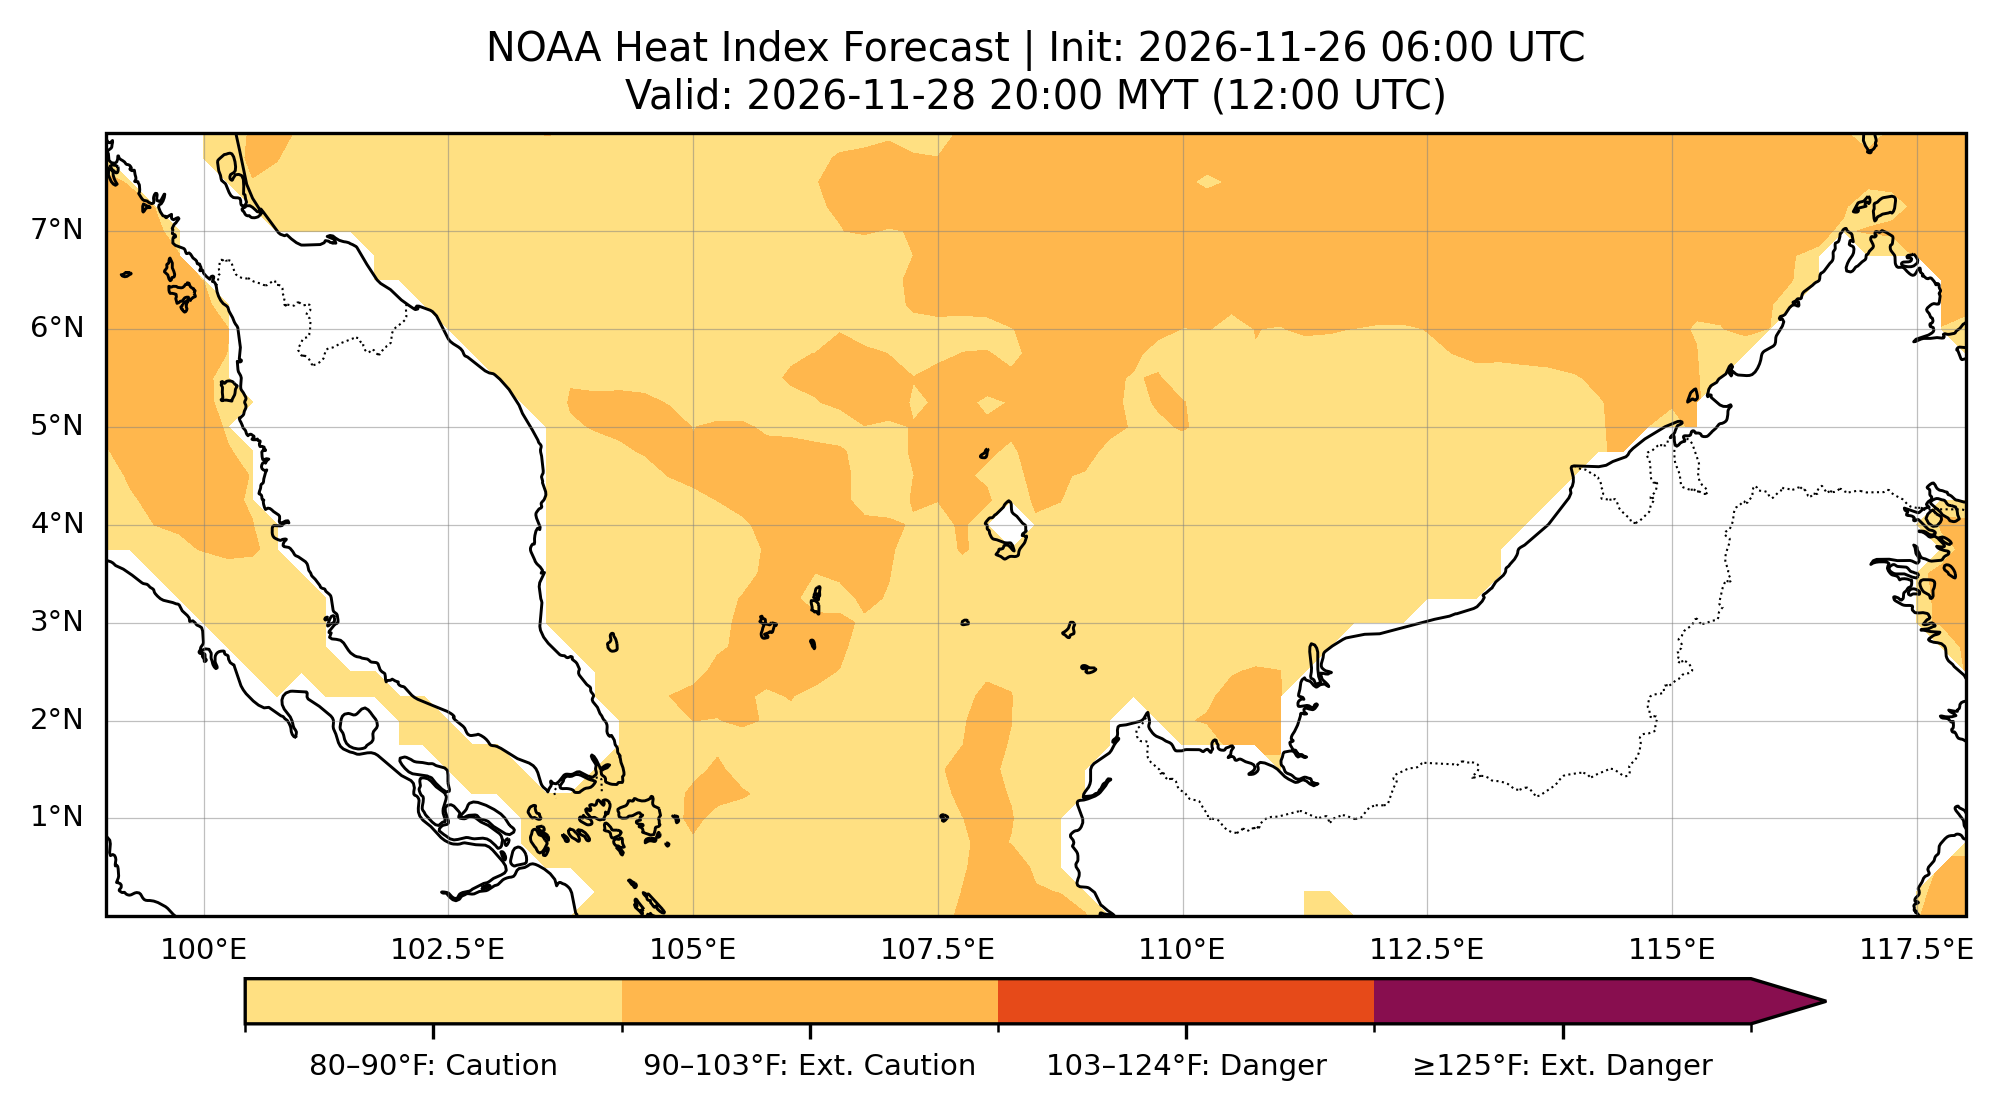 NOAA Heat Index Forecast | Init: 2026-11-26 06:00 UTC
Valid: 2026-11-28 20:00 MYT (12:00 UTC)
7°N
6°N
5°N
4°N
3°N
2°N
1°N
100°E 102.5°E 105°E 107.5°E 110°E 112.5°E 115°E 117.5°E
80–90°F: Caution 90–103°F: Ext. Caution 103–124°F: Danger ≥125°F: Ext. Danger